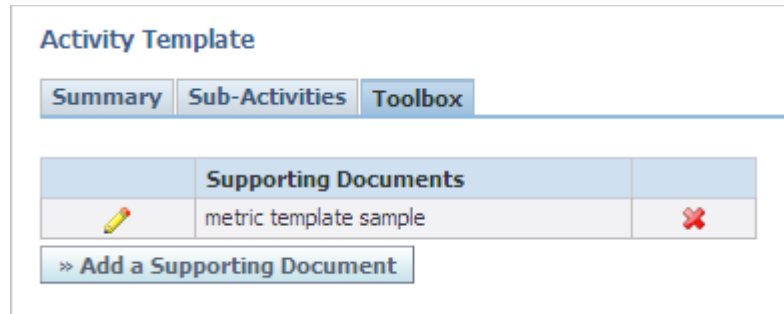 Activity Template
Summary Sub-Activities Toolbox
Supporting Documents
metric template sample
» Add a Supporting Document